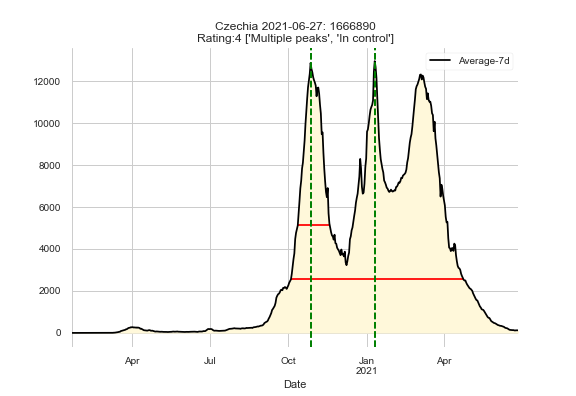 Czechia 2021-06-27: 1666890
Rating:4 ['Multiple peaks', 'In control']
Average-7d
12000
10000
8000
6000
4000
2000
0
Apr Jul Oct Jan Apr
2021
Date